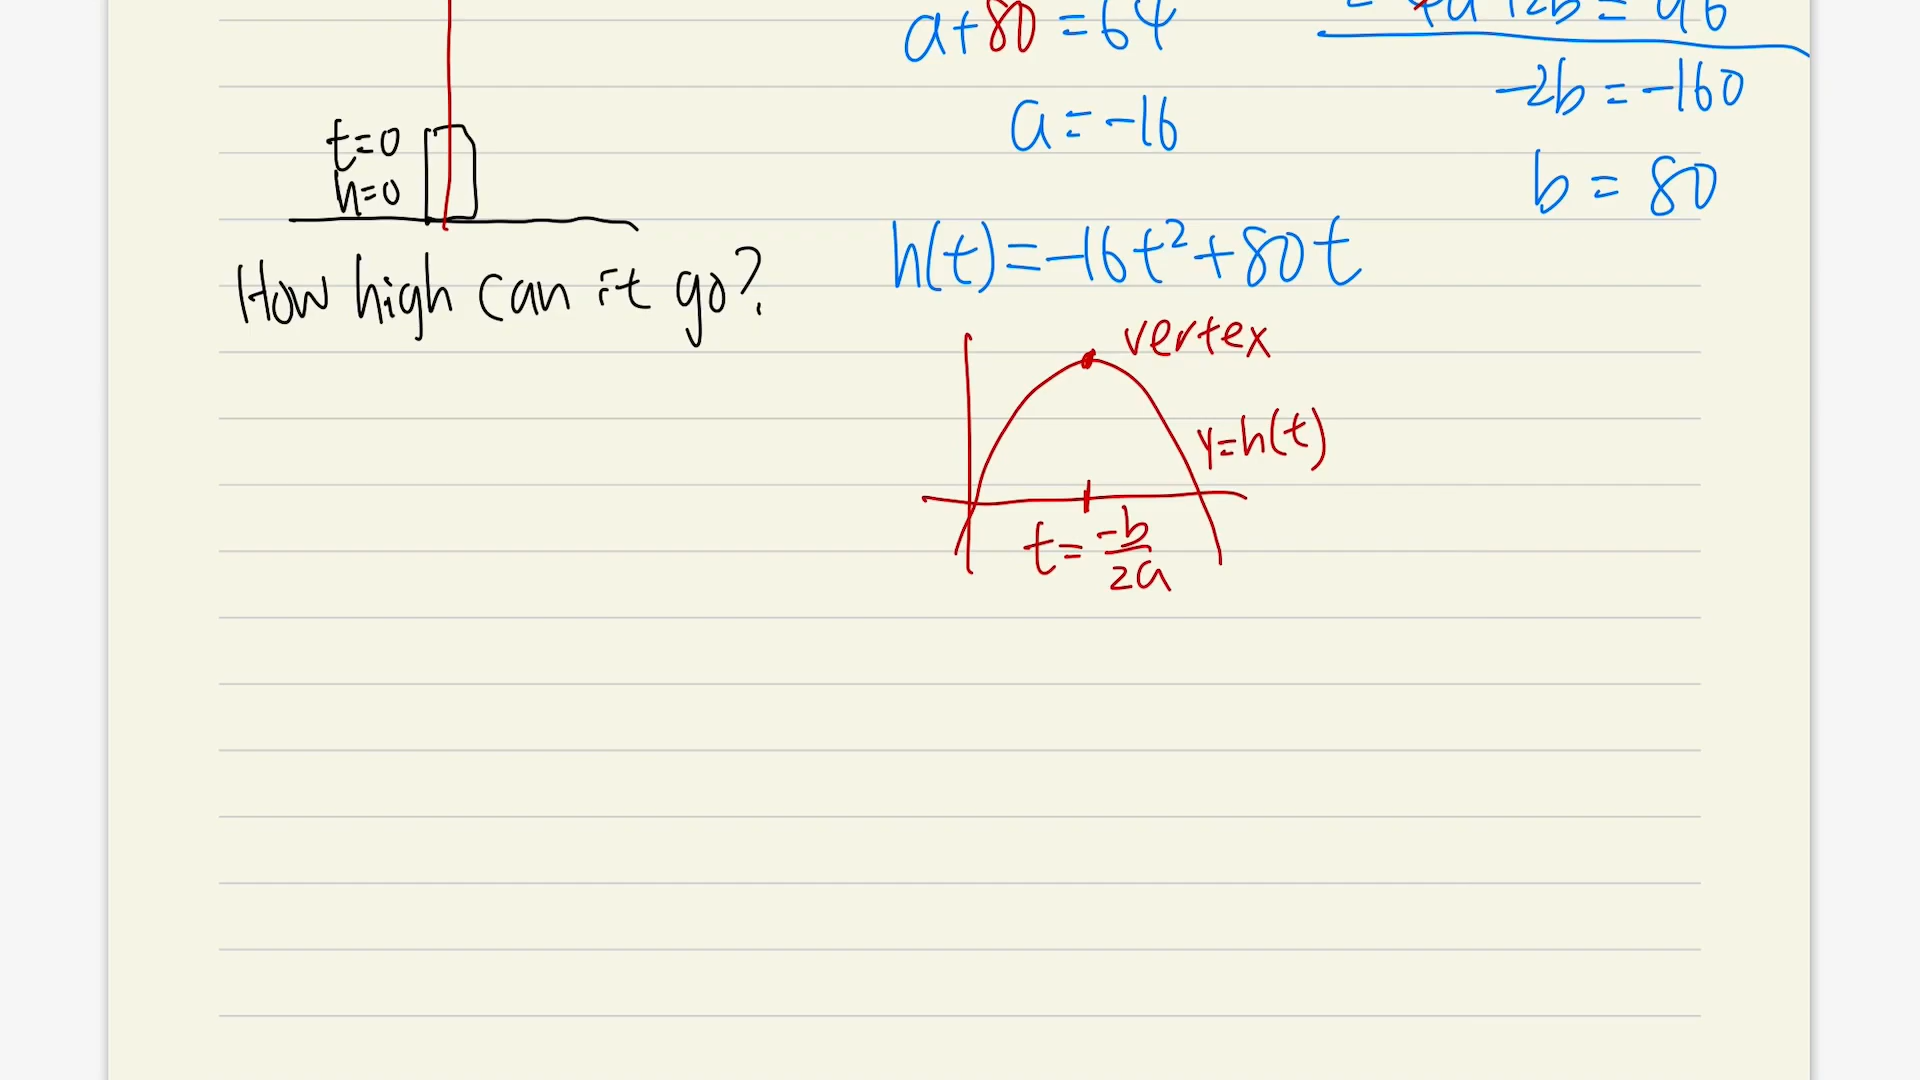 a+80=64
a=-16
-2b=-160
b=80
t=0
h=0
How high can it go?
h(t)=-16t²+80t
vertex
y=h(t)
t=-b/2a